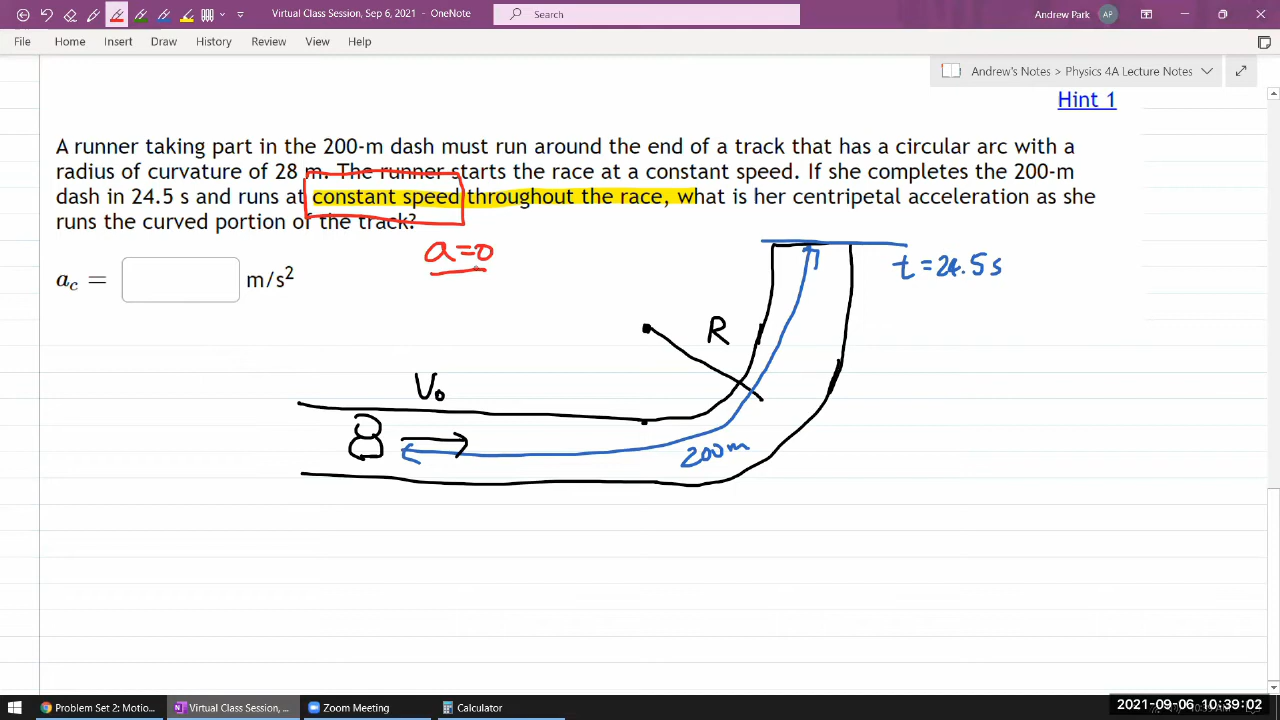 Virtual Class Session, Sep 6, 2021 - OneNote
Search
Andrew Park
AP
File Home Insert Draw History Review View Help
Andrew's Notes > Physics 4A Lecture Notes
Hint 1
A runner taking part in the 200-m dash must run around the end of a track that has a circular arc with a
radius of curvature of 28 m. The runner starts the race at a constant speed. If she completes the 200-m
dash in 24.5 s and runs at constant speed throughout the race, what is her centripetal acceleration as she
runs the curved portion of the track?
a=0
t = 24.5 s
a_c = m/s²
R
V₀
200m
Problem Set 2: Motio... Virtual Class Session,... Zoom Meeting Calculator
2021-09-06 10:39:02